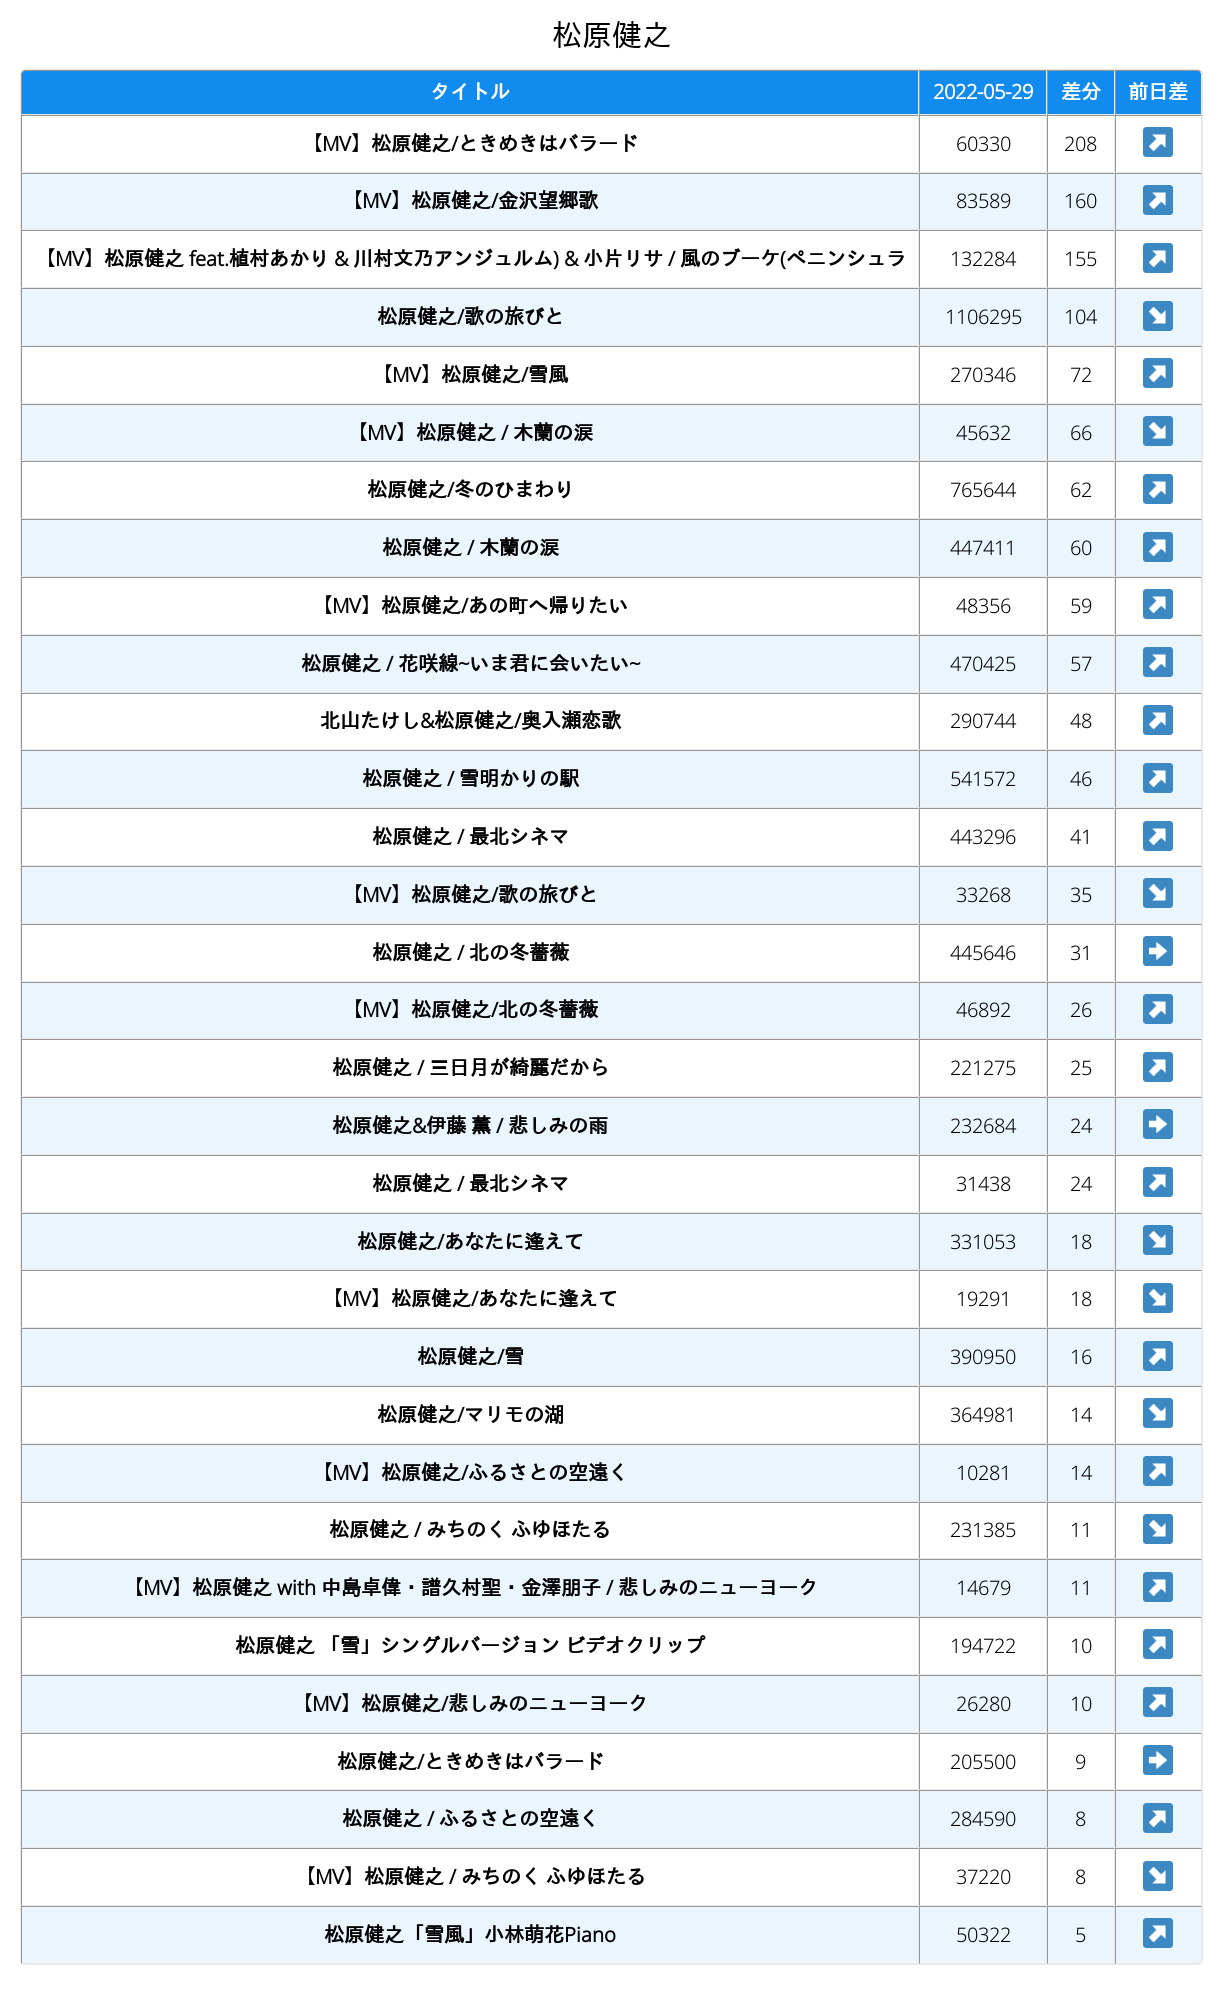 松原健之
タイトル 2022-05-29 差分 前日差
【MV】松原健之/ときめきはバラード 60330 208 ↗
【MV】松原健之/金沢望郷歌 83589 160 ↗
【MV】松原健之 feat.植村あかり & 川村文乃アンジュルム) & 小片リサ / 風のブーケ(ペニンシュラ 132284 155 ↗
松原健之/歌の旅びと 1106295 104 ↘
【MV】松原健之/雪風 270346 72 ↗
【MV】松原健之 / 木蘭の涙 45632 66 ↘
松原健之/冬のひまわり 765644 62 ↗
松原健之 / 木蘭の涙 447411 60 ↗
【MV】松原健之/あの町へ帰りたい 48356 59 ↗
松原健之 / 花咲線~いま君に会いたい~ 470425 57 ↗
北山たけし&松原健之/奥入瀬恋歌 290744 48 ↗
松原健之 / 雪明かりの駅 541572 46 ↗
松原健之 / 最北シネマ 443296 41 ↗
【MV】松原健之/歌の旅びと 33268 35 ↘
松原健之 / 北の冬薔薇 445646 31 ➡
【MV】松原健之/北の冬薔薇 46892 26 ↗
松原健之 / 三日月が綺麗だから 221275 25 ↗
松原健之&伊藤 薫 / 悲しみの雨 232684 24 ➡
松原健之 / 最北シネマ 31438 24 ↗
松原健之/あなたに逢えて 331053 18 ↘
【MV】松原健之/あなたに逢えて 19291 18 ↘
松原健之/雪 390950 16 ↗
松原健之/マリモの湖 364981 14 ↘
【MV】松原健之/ふるさとの空遠く 10281 14 ↗
松原健之 / みちのく ふゆほたる 231385 11 ↘
【MV】松原健之 with 中島卓偉・譜久村聖・金澤朋子 / 悲しみのニューヨーク 14679 11 ↗
松原健之 「雪」シングルバージョン ビデオクリップ 194722 10 ↗
【MV】松原健之/悲しみのニューヨーク 26280 10 ↗
松原健之/ときめきはバラード 205500 9 ➡
松原健之 / ふるさとの空遠く 284590 8 ↗
【MV】松原健之 / みちのく ふゆほたる 37220 8 ↘
松原健之「雪風」小林萌花Piano 50322 5 ↗